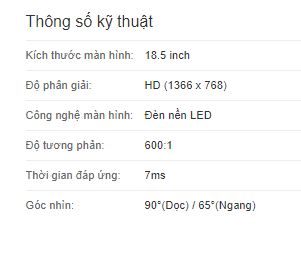 Thông số kỹ thuật
Kích thước màn hình: 18.5 inch
Độ phân giải: HD (1366 x 768)
Công nghệ màn hình: Đèn nền LED
Độ tương phản: 600:1
Thời gian đáp ứng: 7ms
Góc nhìn: 90°(Dọc) / 65°(Ngang)